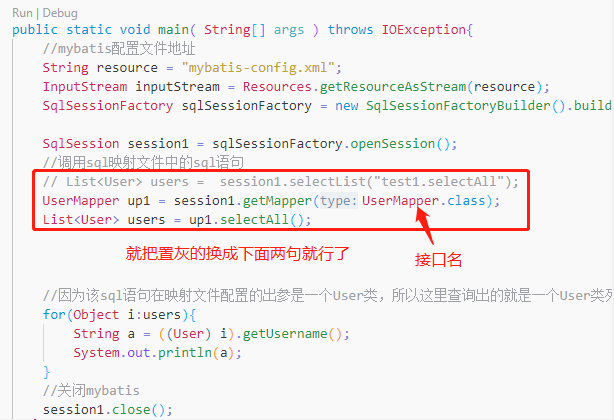 Run | Debug
public static void main( String[] args ) throws IOException{
//mybatis配置文件地址
String resource = "mybatis-config.xml";
InputStream inputStream = Resources.getResourceAsStream(resource);
SqlSessionFactory sqlSessionFactory = new SqlSessionFactoryBuilder().build
SqlSession session1 = sqlSessionFactory.openSession();
//调用sql映射文件中的sql语句
// List<User> users =  session1.selectList("test1.selectAll");
UserMapper up1 = session1.getMapper(type: UserMapper.class);
List<User> users = up1.selectAll();
就把置灰的换成下面两句就行了
接口名
//因为该sql语句在映射文件配置的出参是一个User类，所以这里查询出的就是一个User类列
for(Object i:users){
String a = ((User) i).getUsername();
System.out.println(a);
}
//关闭mybatis
session1.close();